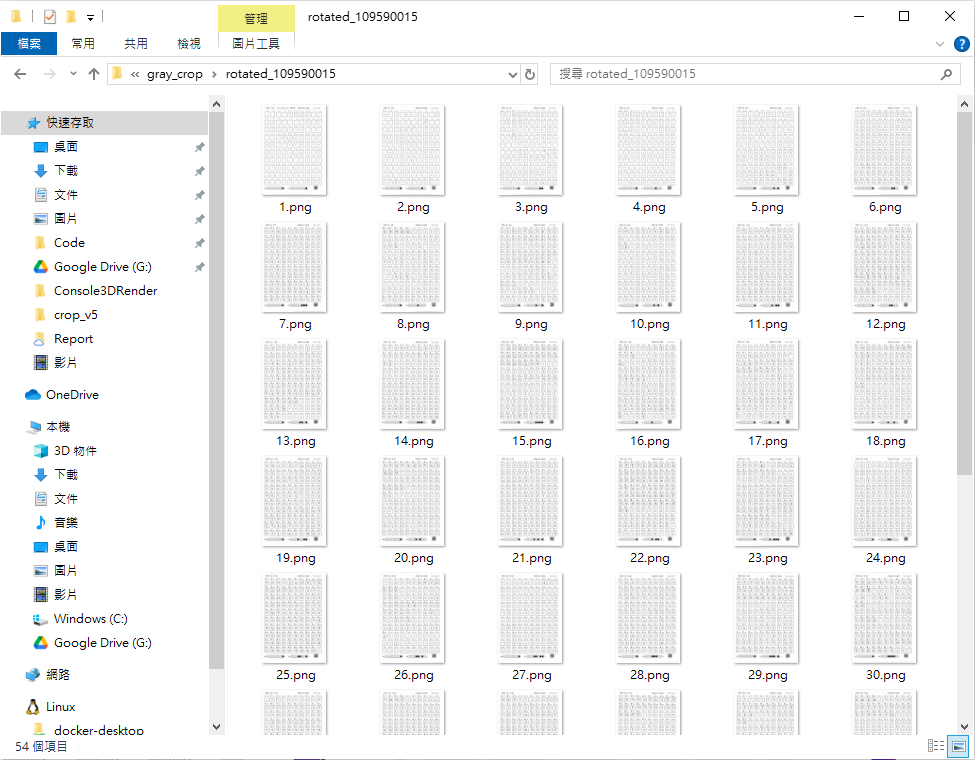 管理
rotated_109590015
檔案
常用
共用
檢視
圖片工具
?
« gray_crop › rotated_109590015
搜尋 rotated_109590015
快速存取
桌面
下載
文件
圖片
Code
Google Drive (G:)
Console3DRender
crop_v5
Report
影片
OneDrive
本機
3D 物件
下載
文件
音樂
桌面
圖片
影片
Windows (C:)
Google Drive (G:)
網路
Linux
docker-desktop
1.png 2.png 3.png 4.png 5.png 6.png
7.png 8.png 9.png 10.png 11.png 12.png
13.png 14.png 15.png 16.png 17.png 18.png
19.png 20.png 21.png 22.png 23.png 24.png
25.png 26.png 27.png 28.png 29.png 30.png
54 個項目